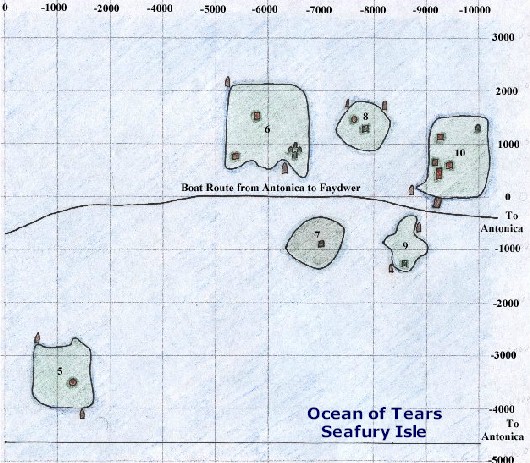 0 -1000 -2000 -3000 -4000 -5000 -6000 -7000 -8000 -9000 -10000
3000
2000
8
6
1000
10
Boat Route from Antonica to Faydwer
0
To
Antonica
7
9
-1000
-2000
-3000
5
Ocean of Tears
Seafury Isle
-4000
To
Antonica
-5000